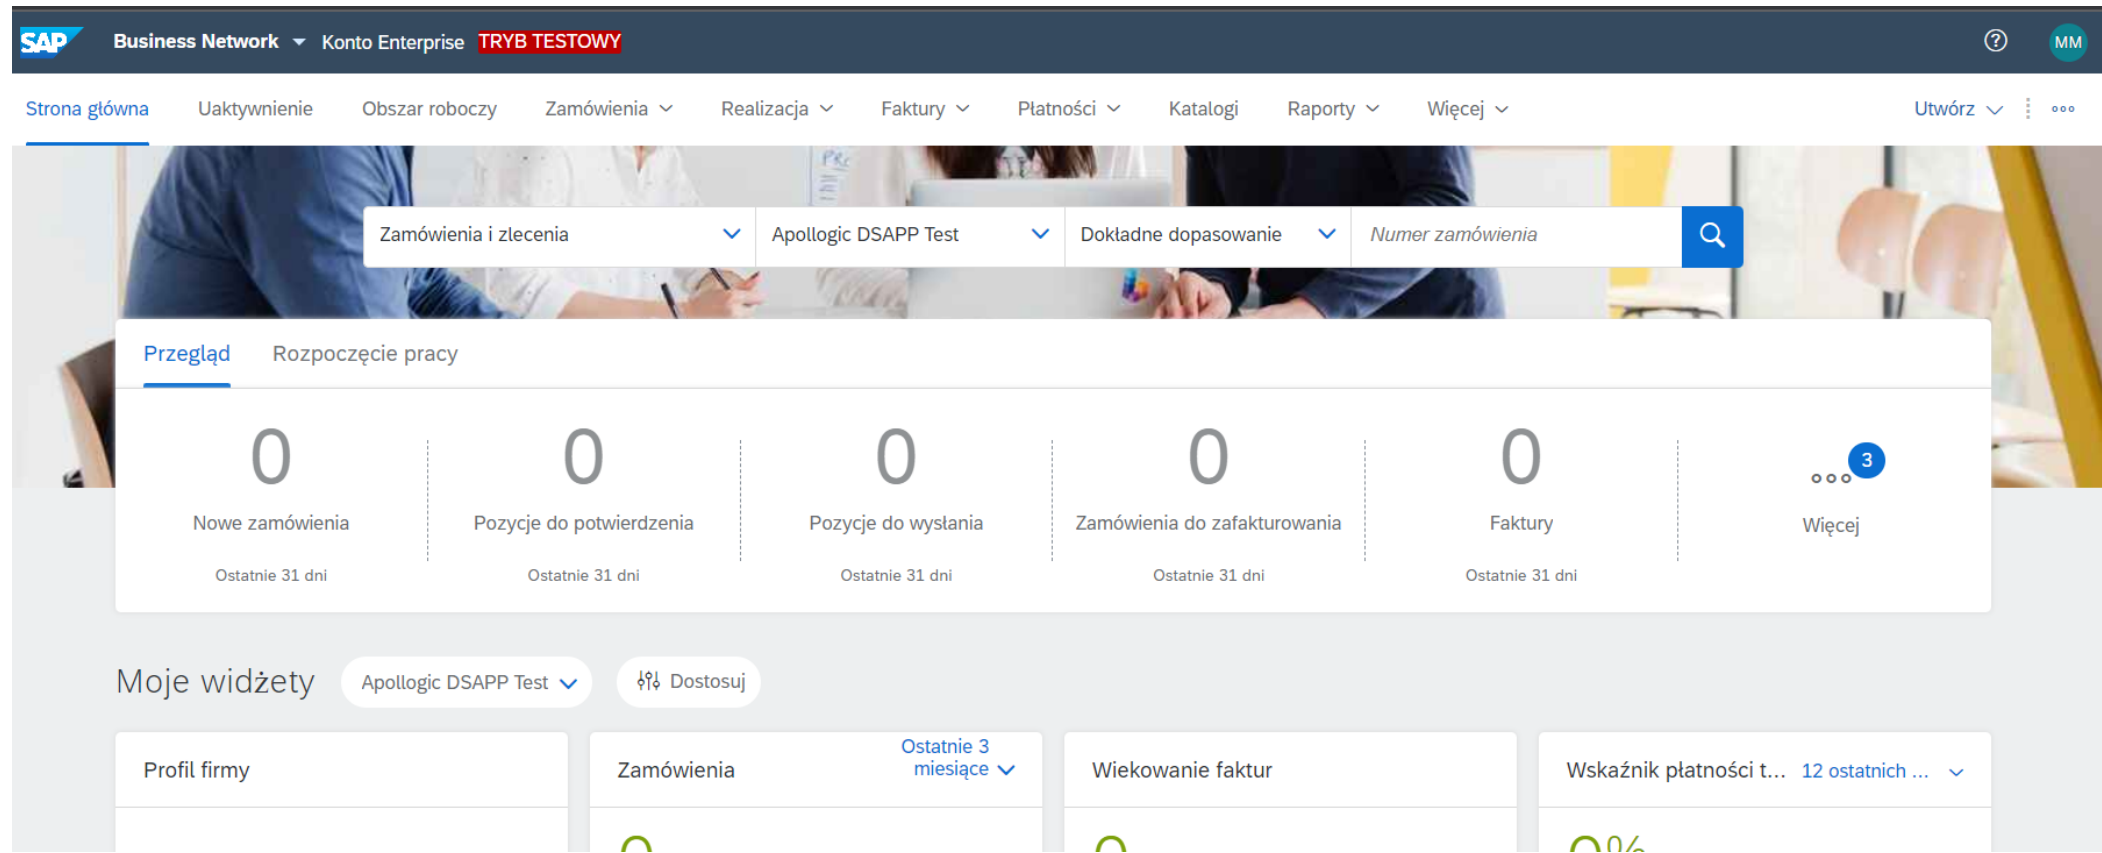 SAP Business Network Konto Enterprise TRYB TESTOWY MM
Strona główna Uaktywnienie Obszar roboczy Zamówienia Realizacja Faktury Płatności Katalogi Raporty Więcej Utwórz
Zamówienia i zlecenia Apollogic DSAPP Test Dokładne dopasowanie Numer zamówienia
Przegląd Rozpoczęcie pracy
0 0 0 0 0 3
Nowe zamówienia Pozycje do potwierdzenia Pozycje do wysłania Zamówienia do zafakturowania Faktury Więcej
Ostatnie 31 dni Ostatnie 31 dni Ostatnie 31 dni Ostatnie 31 dni Ostatnie 31 dni
Moje widżety Apollogic DSAPP Test Dostosuj
Profil firmy
Zamówienia
Ostatnie 3
miesiące
Wiekowanie faktur
Wskaźnik płatności t... 12 ostatnich ...
0 0 0%